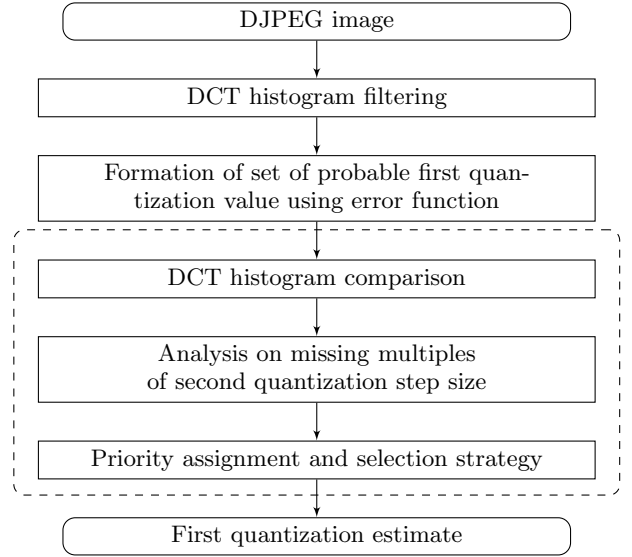 DJPEG image
DCT histogram filtering
Formation of set of probable first quan-
tization value using error function
DCT histogram comparison
Analysis on missing multiples
of second quantization step size
Priority assignment and selection strategy
First quantization estimate